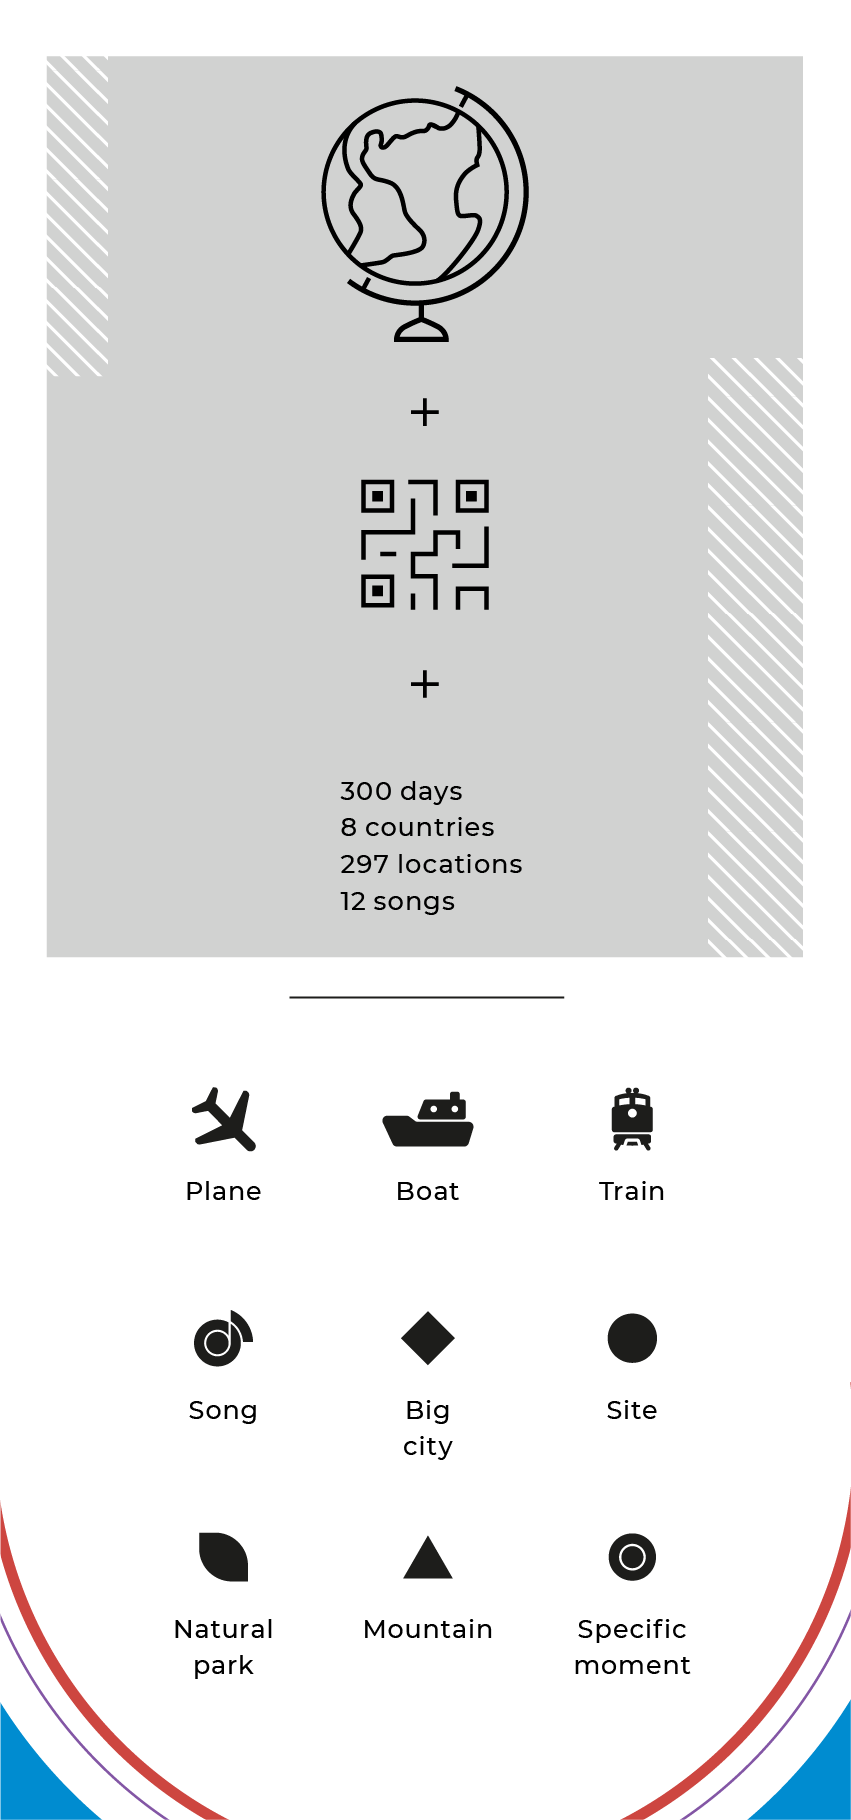 300 days
8 countries
297 locations
12 songs
Plane
Boat
Train
Song
Big
city
Site
Natural
park
Mountain
Specific
moment